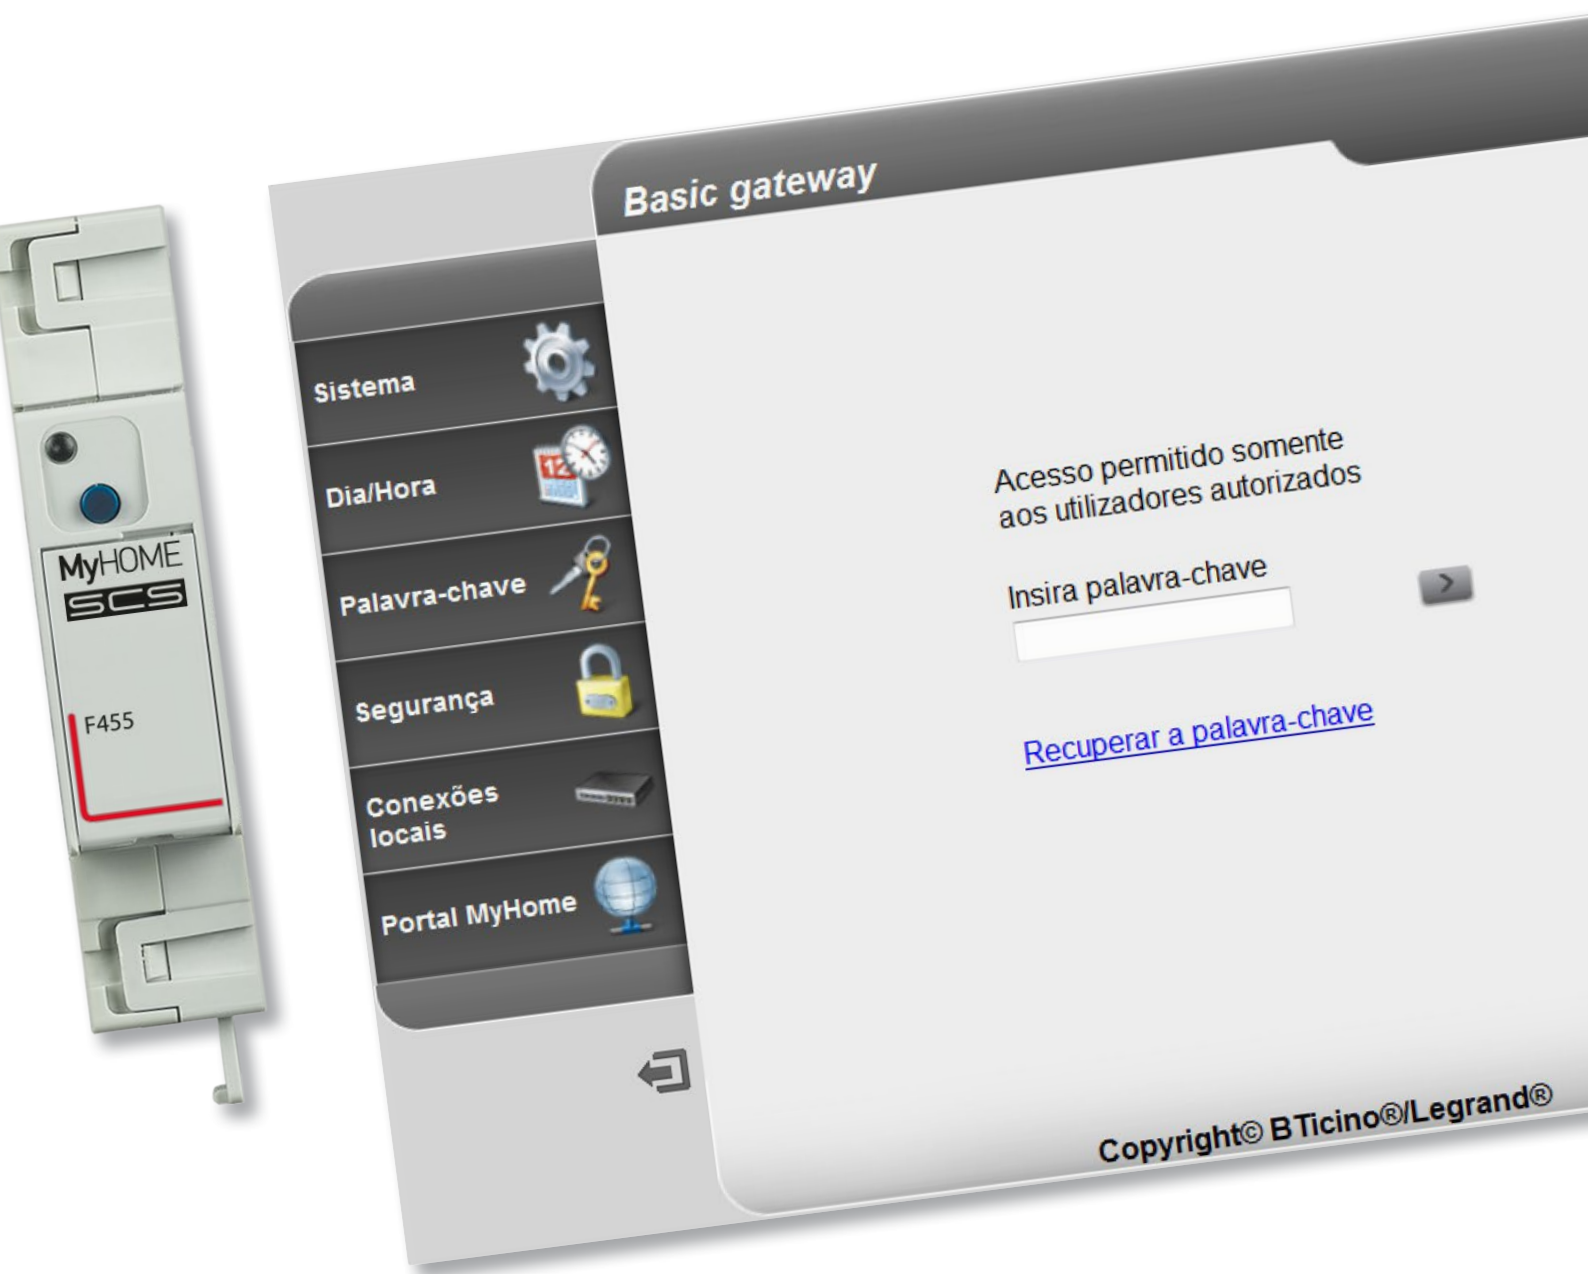 Basic gateway
Sistema
Dia/Hora
12
Palavra-chave
Segurança
Conexões
locais
Portal MyHome
Acesso permitido somente
aos utilizadores autorizados
Insira palavra-chave
Recuperar a palavra-chave
Copyright© BTicino®/Legrand®
MyHOME
SCS
F455